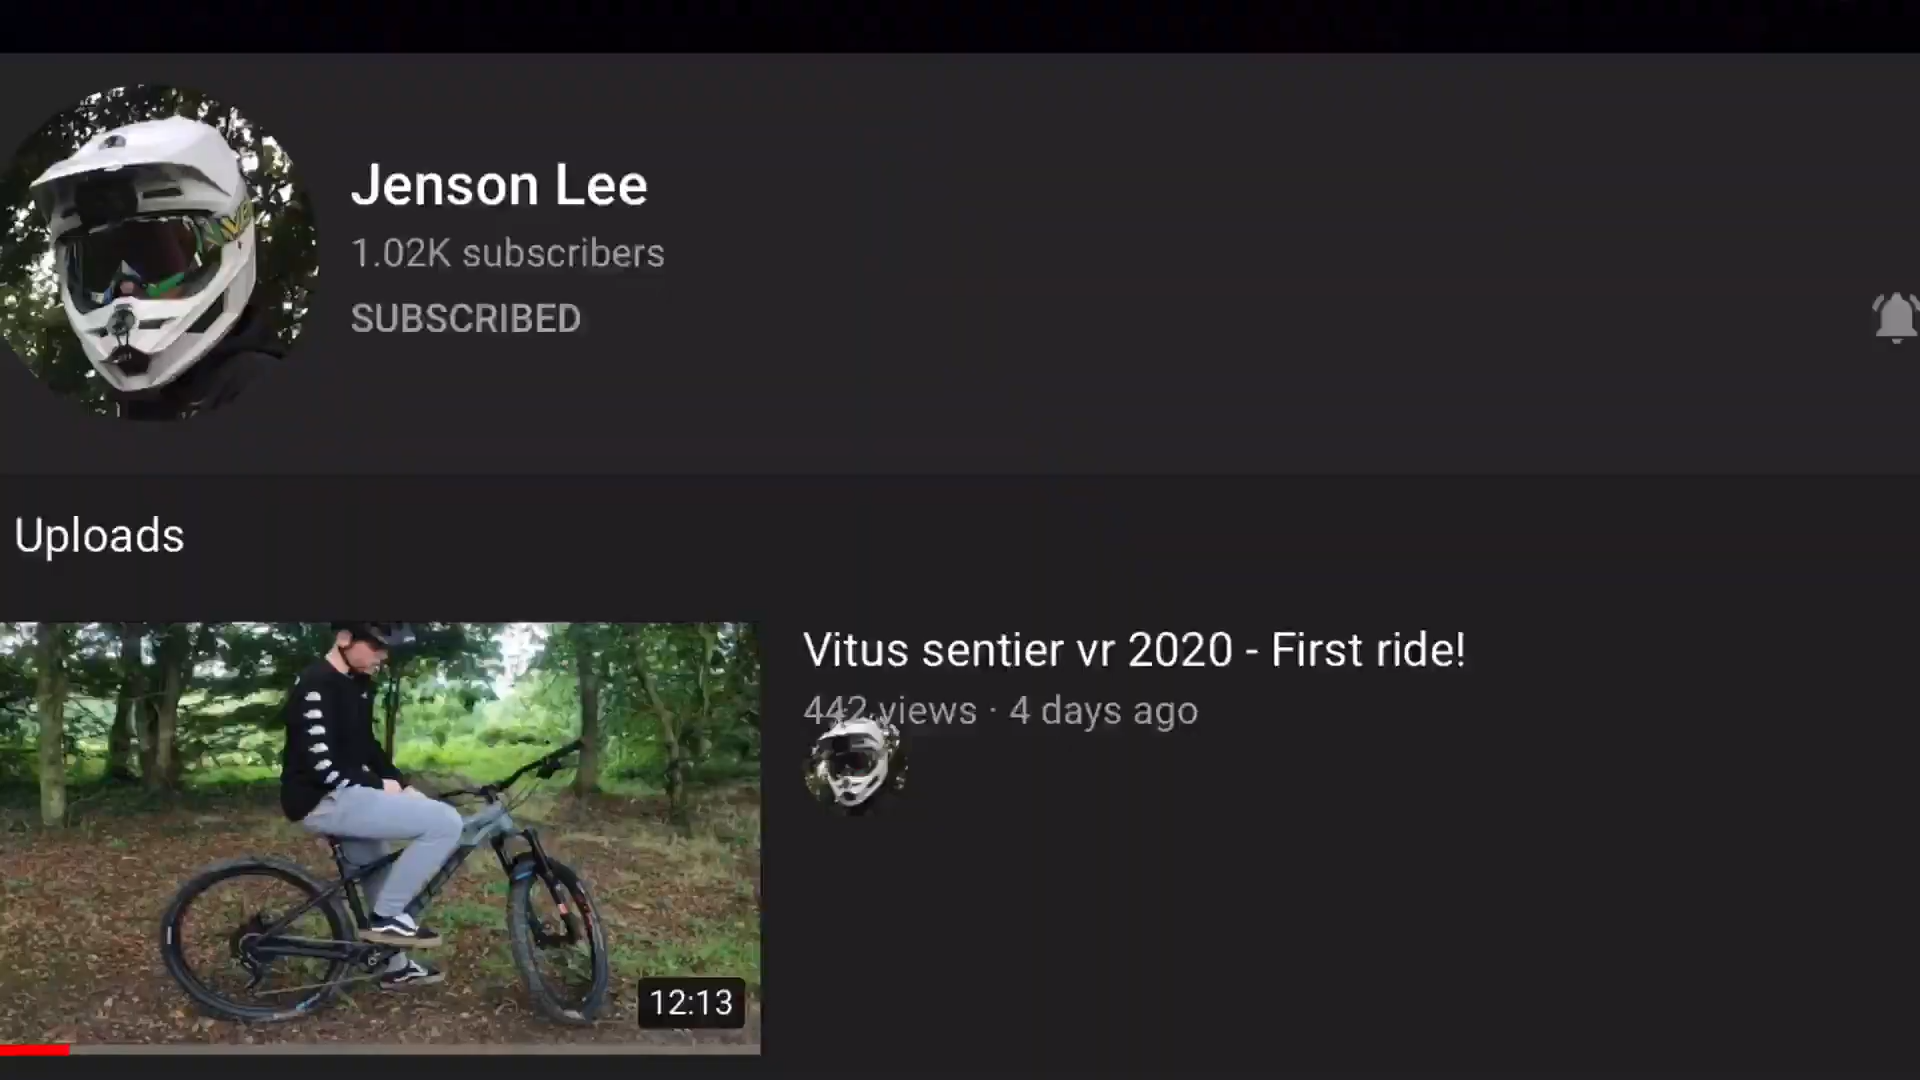 Jenson Lee
1.02K subscribers
SUBSCRIBED
Uploads
Vitus sentier vr 2020 - First ride!
442 views · 4 days ago
12:13